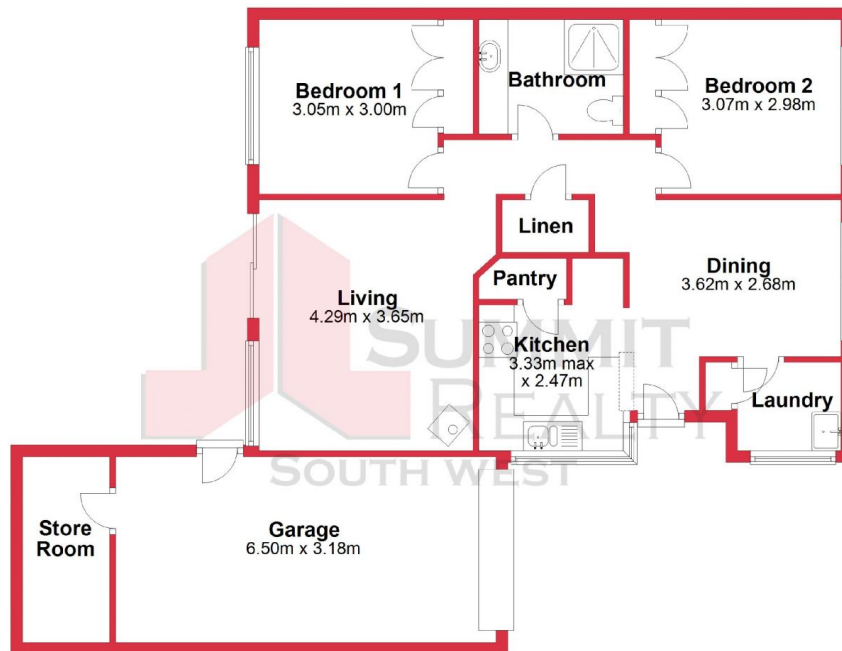 Bedroom 1
3.05m x 3.00m
Bathroom
Bedroom 2
3.07m x 2.98m
Linen
Pantry
Dining
3.62m x 2.68m
Living
4.29m x 3.65m
Kitchen
3.33m max
x 2.47m
Laundry
SUMMIT
REALTY
SOUTH WEST
Store
Room
Garage
6.50m x 3.18m